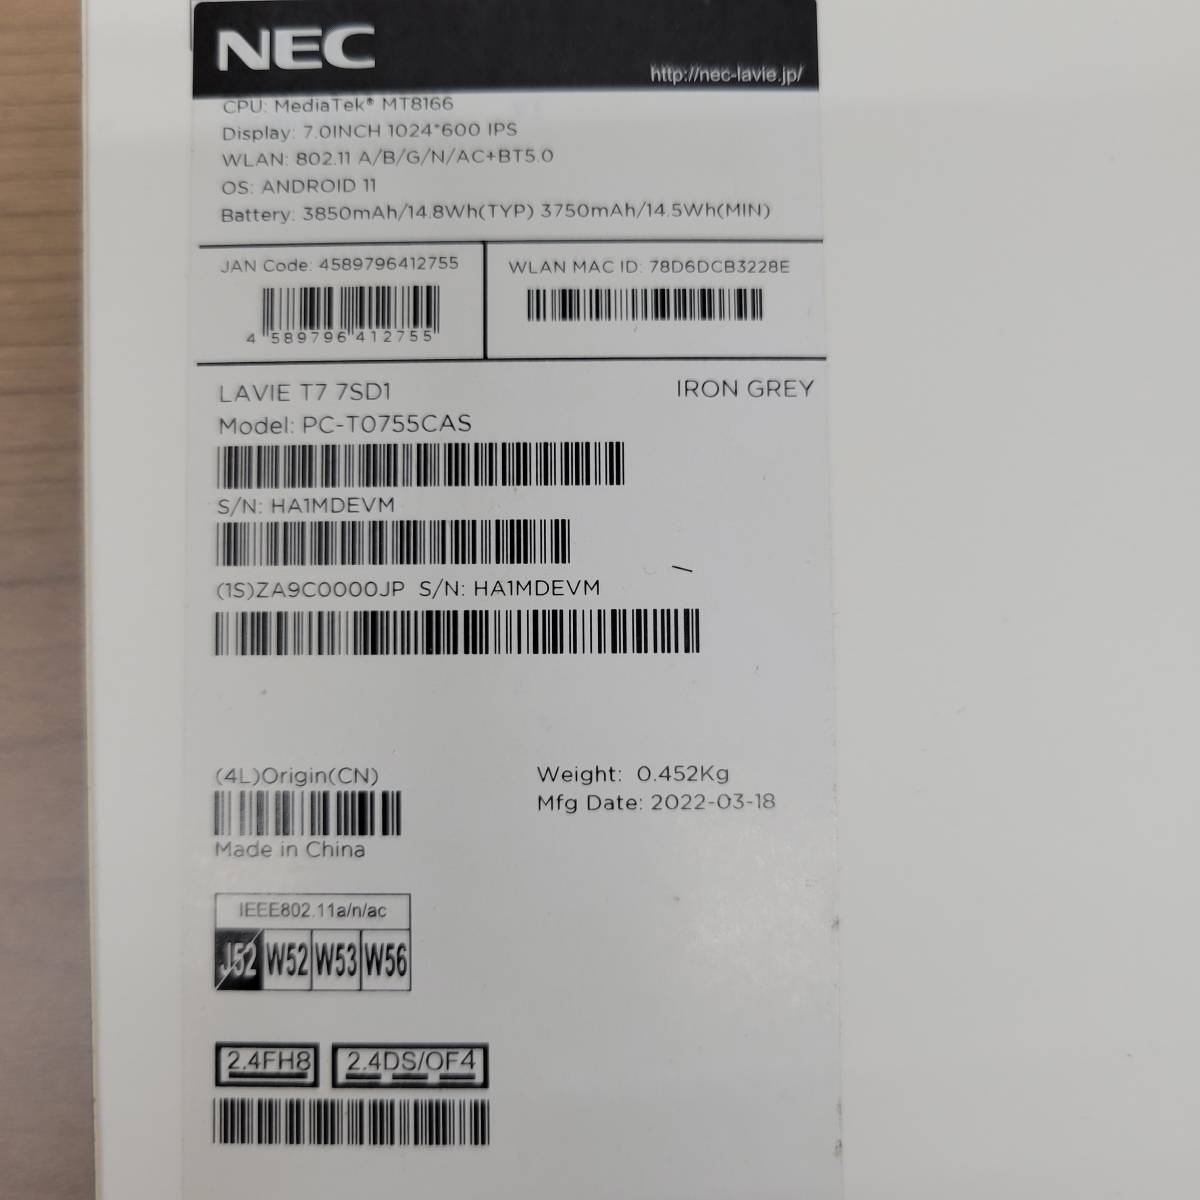 NEC
http://nec-lavie.jp/
CPU: MediaTek® MT8166
Display: 7.0INCH 1024*600 IPS
WLAN: 802.11 A/B/G/N/AC+BT5.0
OS: ANDROID 11
Battery: 3850mAh/14.8Wh(TYP) 3750mAh/14.5Wh(MIN)
JAN Code: 4589796412755
4 589796 412755
WLAN MAC ID: 78D6DCB3228E
LAVIE T7 7SD1
IRON GREY
Model: PC-T0755CAS
S/N: HA1MDEVM
(1S)ZA9C0000JP S/N: HA1MDEVM
(4L)Origin(CN)
Made in China
Weight: 0.452Kg
Mfg Date: 2022-03-18
IEEE802.11a/n/ac
J52 W52 W53 W56
2.4FH8 2.4DS/OF4